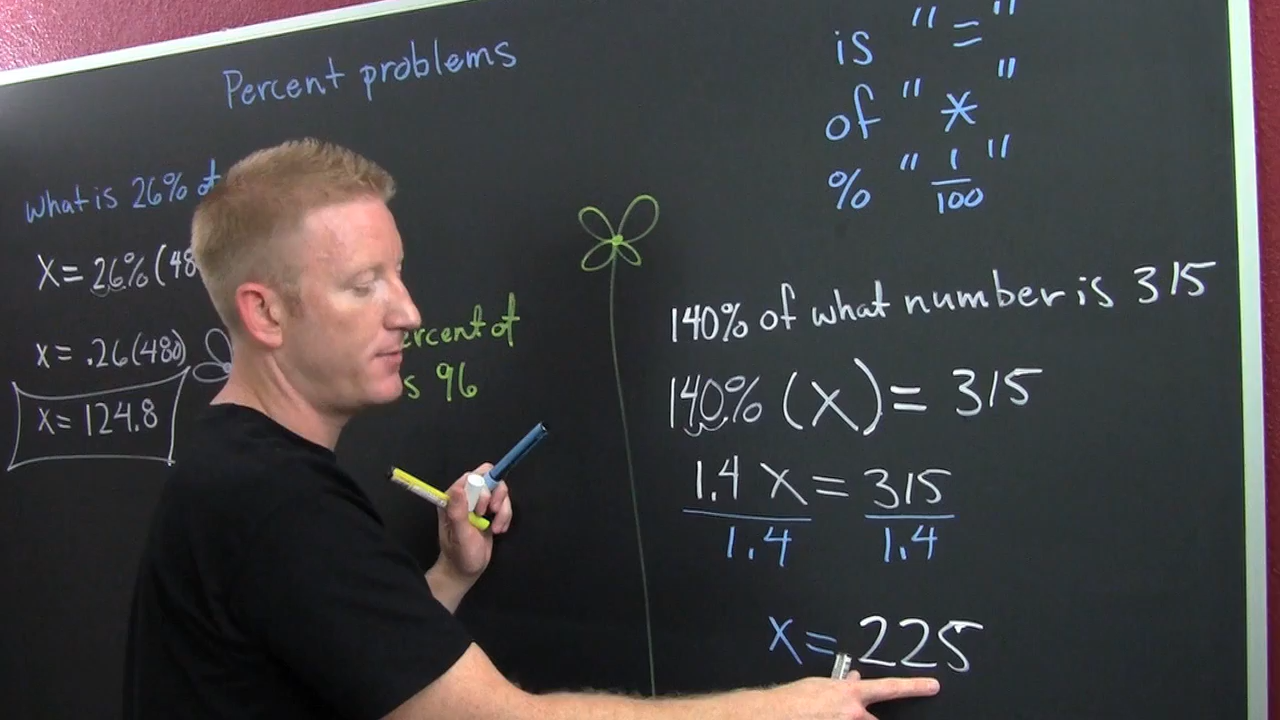 Percent problems
what is 26% of
X = 26% (48
x = .26(480)
x = 124.8
ercent of
s 96
is "="
of "*"
% "1/100"
140% of what number is 315
140% (x) = 315
1.4 x = 315
1.4 1.4
x = 225